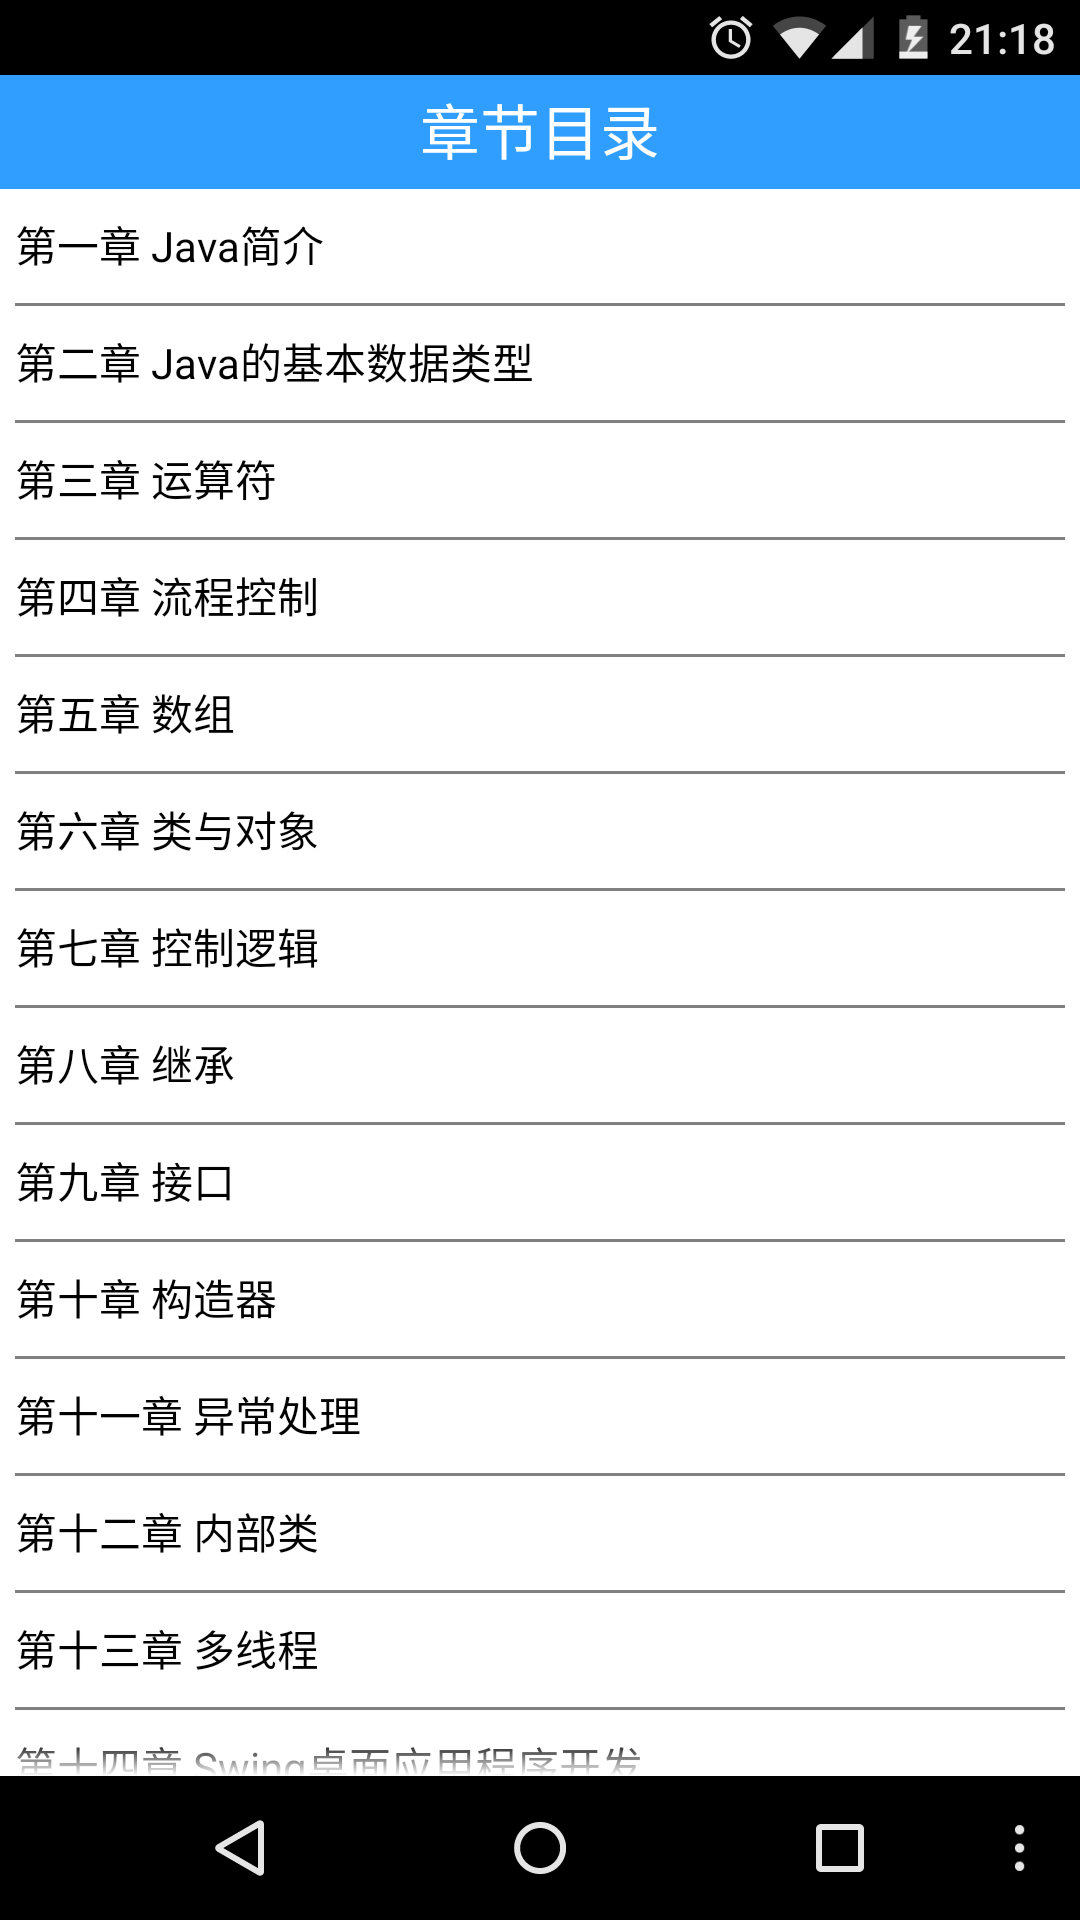 21:18
章节目录
第一章 Java简介
第二章 Java的基本数据类型
第三章 运算符
第四章 流程控制
第五章 数组
第六章 类与对象
第七章 控制逻辑
第八章 继承
第九章 接口
第十章 构造器
第十一章 异常处理
第十二章 内部类
第十三章 多线程
第十四章 Swing桌面应用程序开发